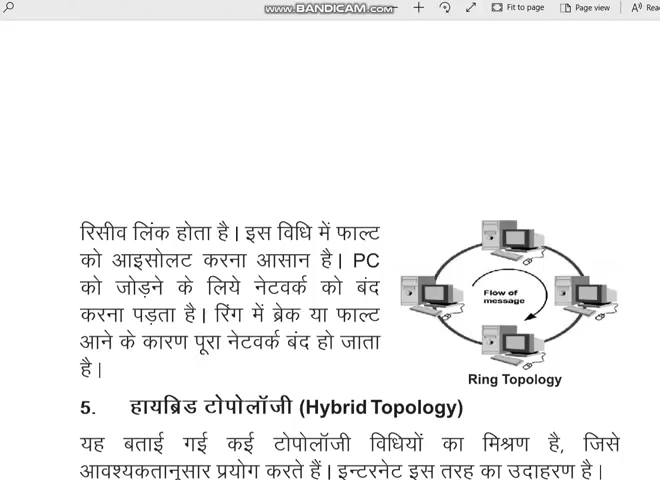 www.BANDICAM.com
Fit to page
Page view
रिसीव लिंक होता है। इस विधि में फाल्ट
को आइसोलट करना आसान है। PC
को जोड़ने के लिये नेटवर्क को बंद
करना पड़ता है। रिंग में ब्रेक या फाल्ट
आने के कारण पूरा नेटवर्क बंद हो जाता
है।
Flow of
message
Ring Topology
5. हायब्रिड टोपोलॉजी (Hybrid Topology)
यह बताई गई कई टोपोलॉजी विधियों का मिश्रण है, जिसे
आवश्यकतानुसार प्रयोग करते हैं। इन्टरनेट इस तरह का उदाहरण है।